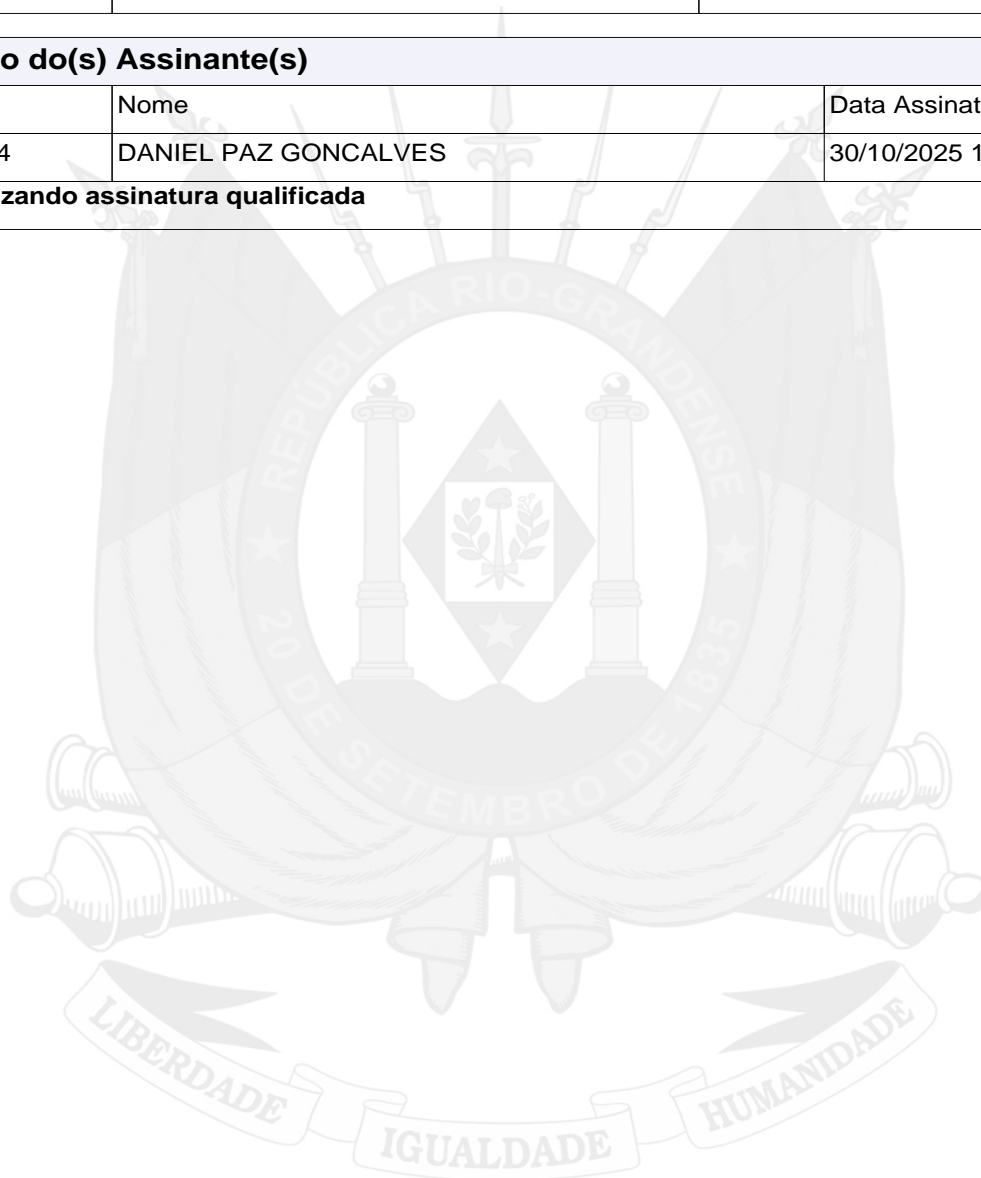 o do(s) Assinante(s)
Nome Data Assinat
4 DANIEL PAZ GONCALVES 30/10/2025 1
zando assinatura qualificada
REPÚBLICA RIO-GRANDENSE
20 DE SETEMBRO DE 1835
LIBERDADE IGUALDADE HUMANIDADE